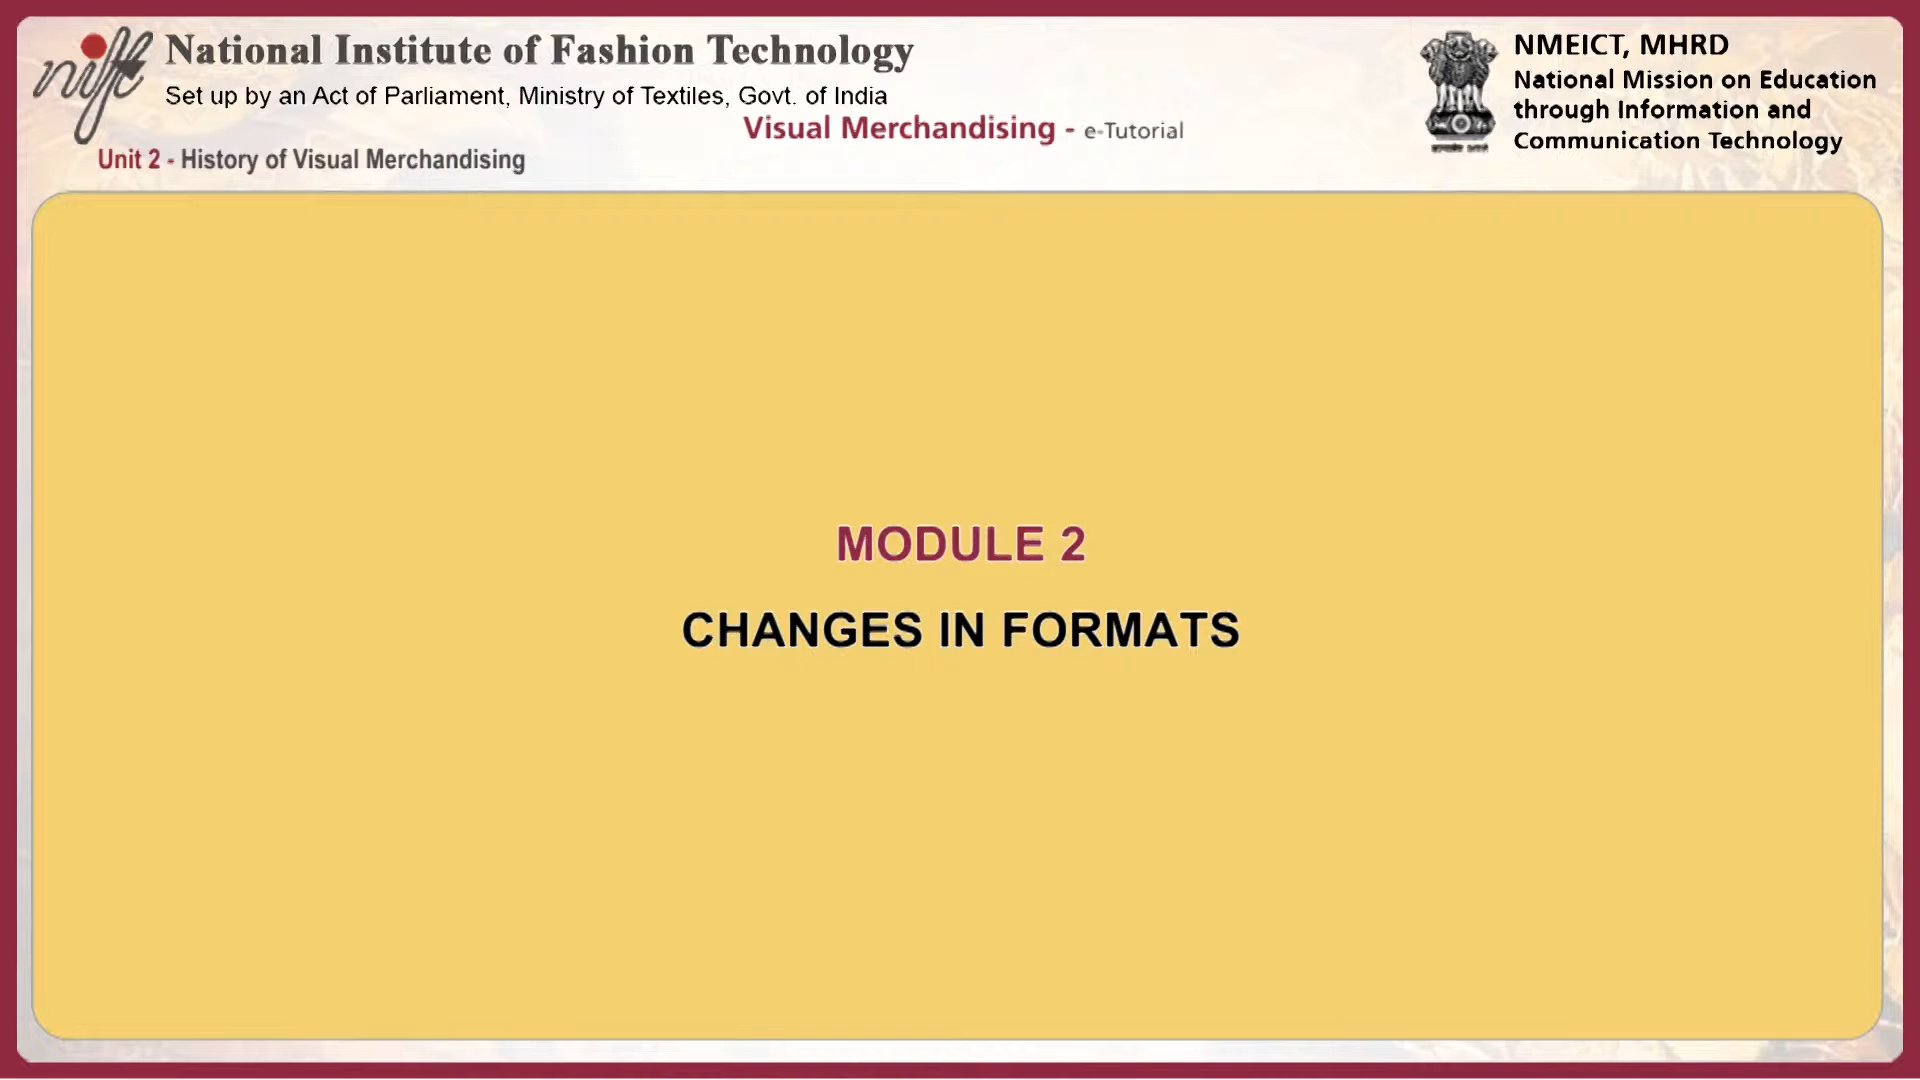 nift
National Institute of Fashion Technology
Set up by an Act of Parliament, Ministry of Textiles, Govt. of India
Visual Merchandising - e-Tutorial
Unit 2 - History of Visual Merchandising
NMEICT, MHRD
National Mission on Education
through Information and
Communication Technology
MODULE 2
CHANGES IN FORMATS